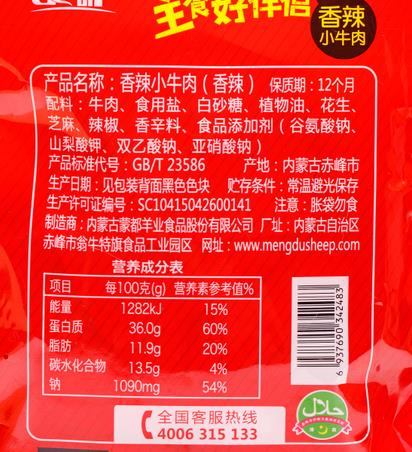 主食好伴侣
香辣
小牛肉
产品名称：香辣小牛肉（香辣） 保质期：12个月
配料：牛肉、食用盐、白砂糖、植物油、花生、
芝麻、辣椒、香辛料、食品添加剂（谷氨酸钠、
山梨酸钾、双乙酸钠、亚硝酸钠）
产品标准代号：GB/T 23586 产地：内蒙古赤峰市
生产日期：见包装背面黑色色块 贮存条件：常温避光保存
生产许可证编号：SC10415042600141 注意：胀袋勿食
制造商：内蒙古蒙都羊业食品股份有限公司 厂址：内蒙古自治区
赤峰市翁牛特旗食品工业园区 网址：www.mengdusheep.com
营养成分表
项目 每100克(g) 营养素参考值%
能量 1282kJ 15%
蛋白质 36.0g 60%
脂肪 11.9g 20%
碳水化合物 13.5g 4%
钠 1090mg 54%
6 937690 342483
حلال
全国客服热线
4006 315 133